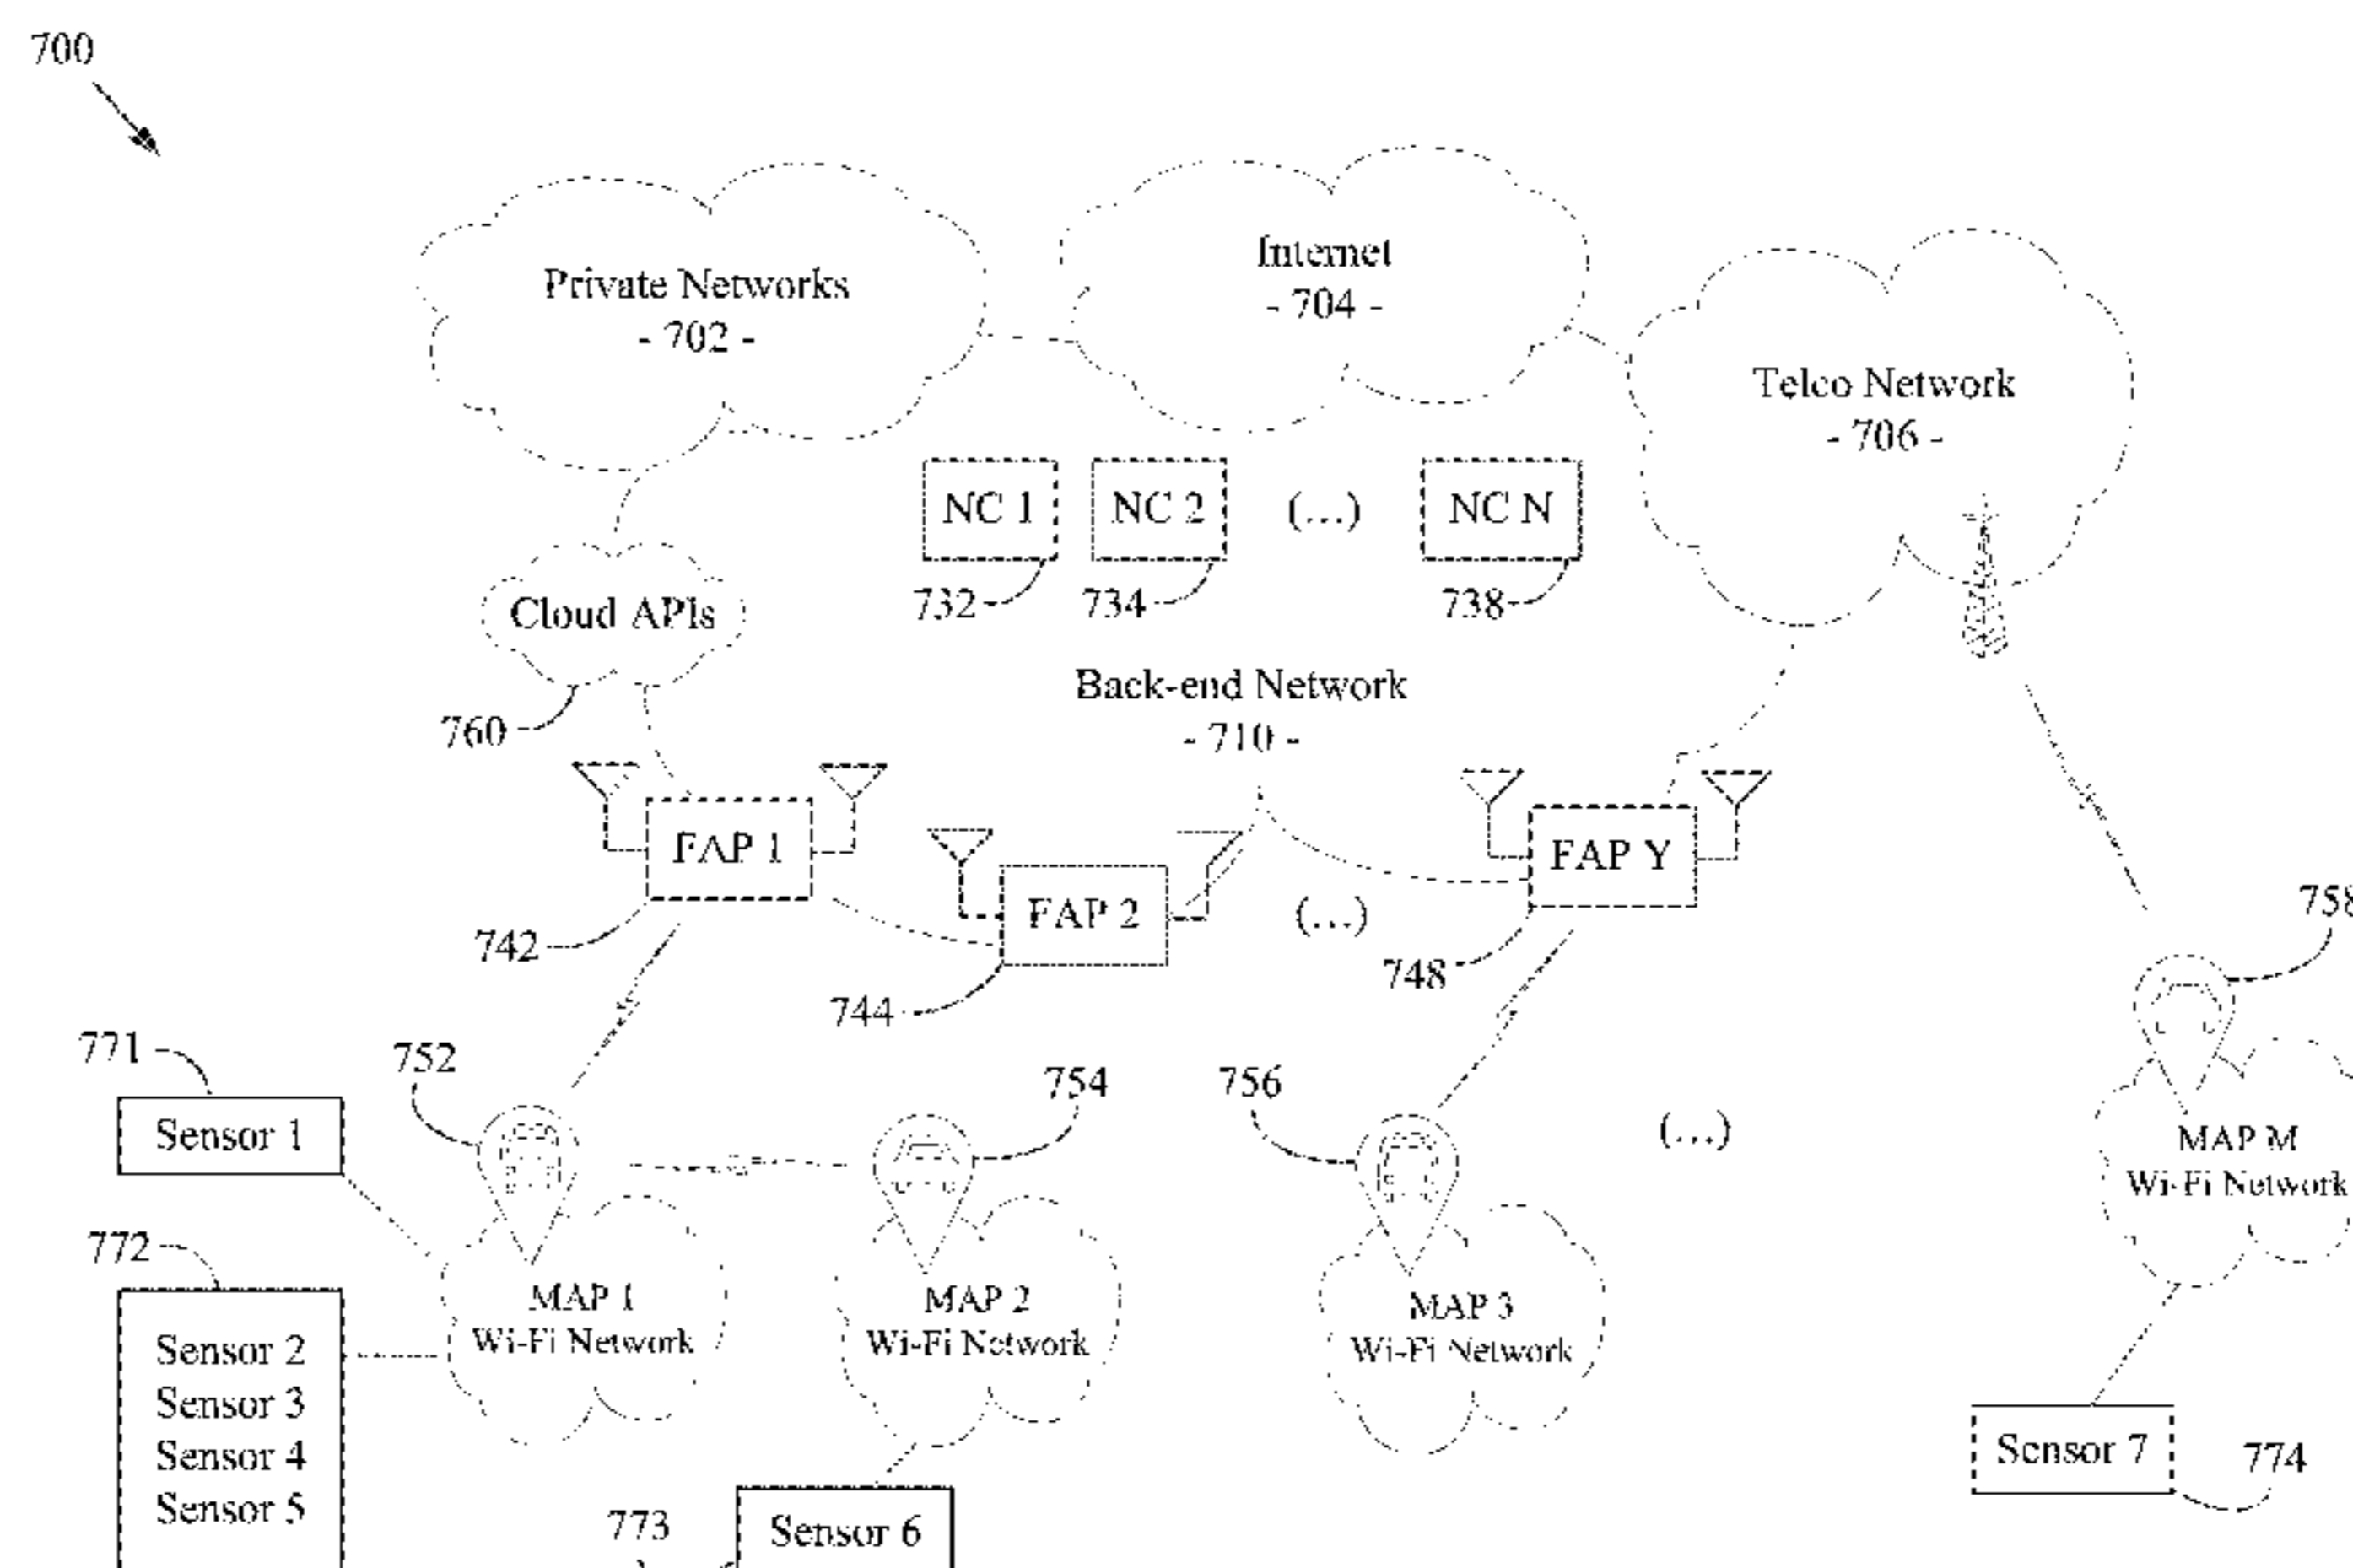 700
Private Networks
- 702 -
Internet
- 704 -
Telco Network
- 706 -
NC 1
NC 2
(...)
NC N
732
734
738
Cloud APIs
760
Back-end Network
- 710 -
FAP 1
FAP 2
(...)
FAP Y
742
744
748
758
771
752
754
756
Sensor 1
(...)
MAP M
Wi-Fi Network
772
MAP 1
Wi-Fi Network
MAP 2
Wi-Fi Network
MAP 3
Wi-Fi Network
Sensor 2
Sensor 3
Sensor 4
Sensor 5
773
Sensor 6
Sensor 7
774